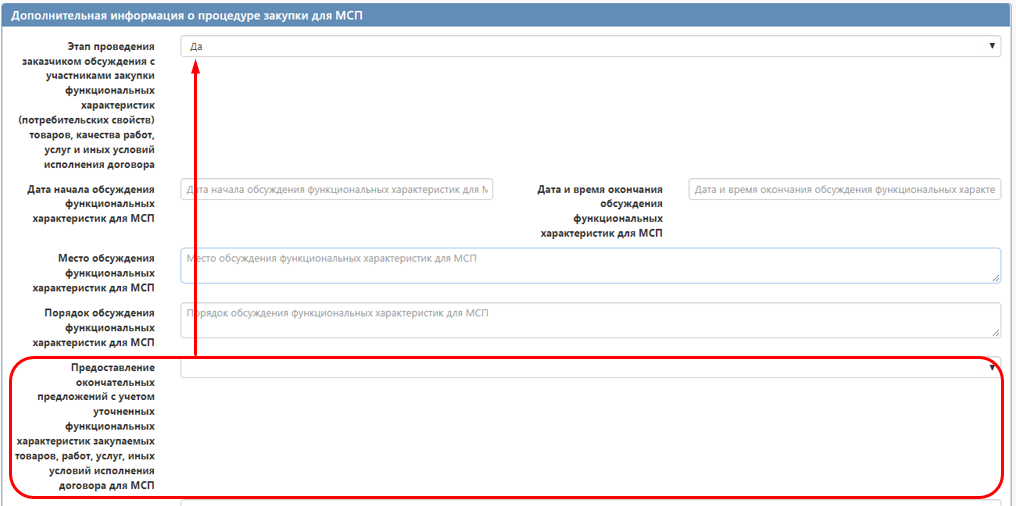 Дополнительная информация о процедуре закупки для МСП
Этап проведения
заказчиком обсуждения с
участниками закупки
функциональных
характеристик
(потребительских свойств)
товаров, качества работ,
услуг и иных условий
исполнения договора
Да
Дата начала обсуждения
функциональных
характеристик для МСП
Дата начала обсуждения функциональных характеристик для М
Дата и время окончания
обсуждения
функциональных
характеристик для МСП
Дата и время окончания обсуждения функциональных характе
Место обсуждения
функциональных
характеристик для МСП
Место обсуждения функциональных характеристик для МСП
Порядок обсуждения
функциональных
характеристик для МСП
Порядок обсуждения функциональных характеристик для МСП
Предоставление
окончательных
предложений с учетом
уточненных
функциональных
характеристик закупаемых
товаров, работ, услуг, иных
условий исполнения
договора для МСП